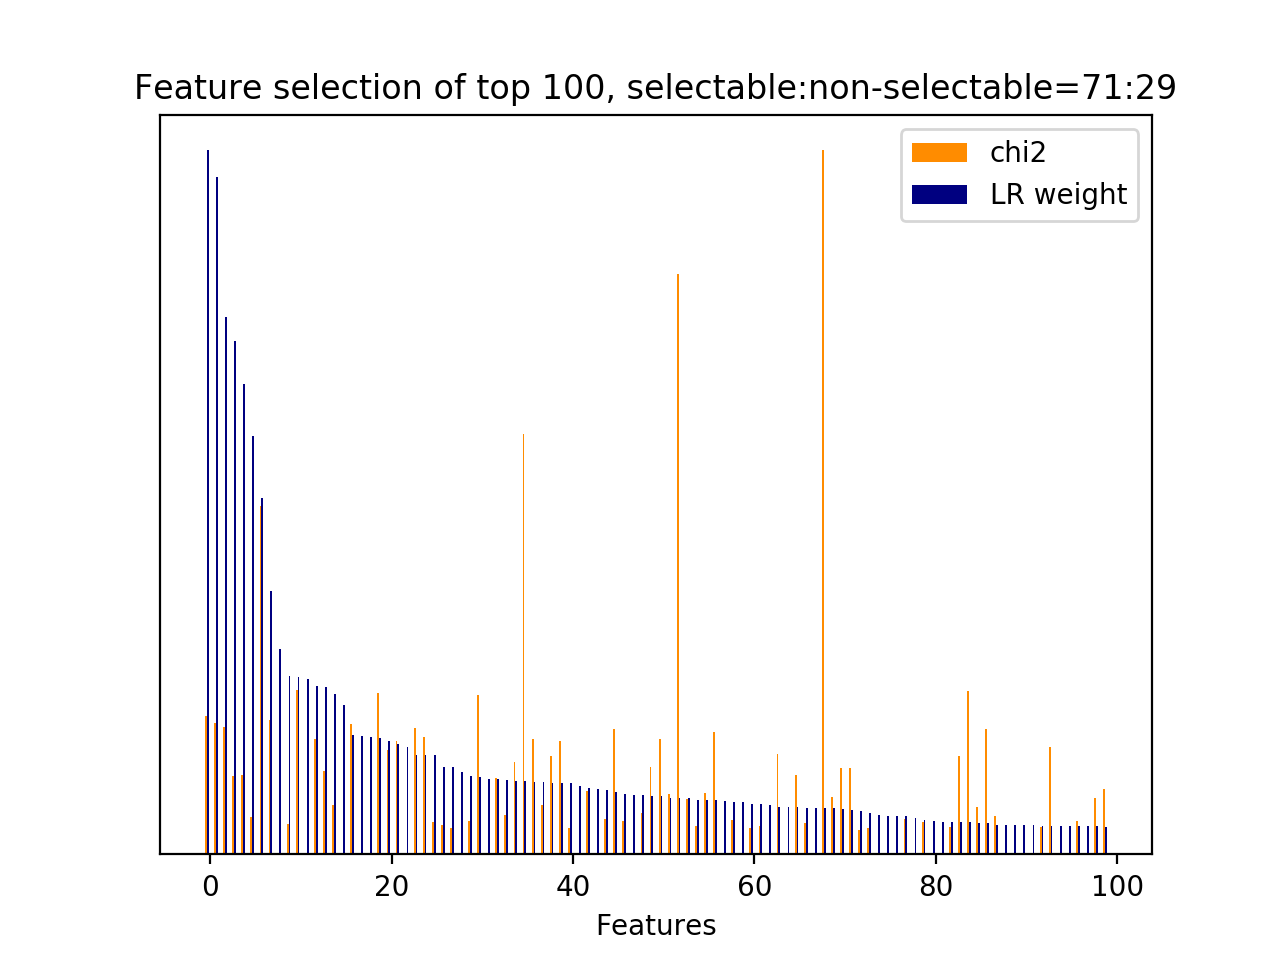 Feature selection of top 100, selectable:non-selectable=71:29
chi2
LR weight
0 20 40 60 80 100
Features